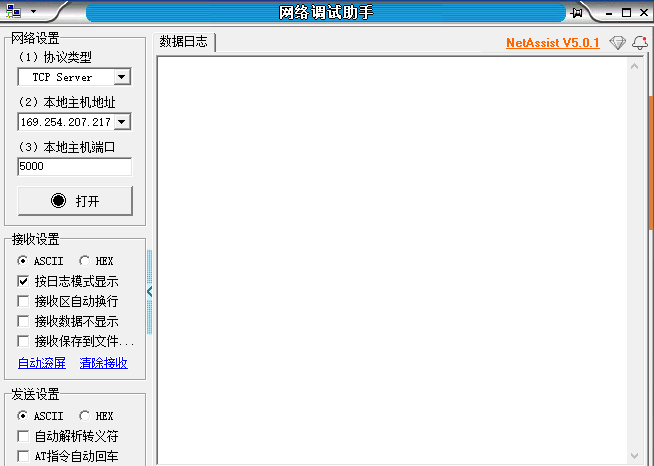 网络调试助手
网络设置
（1）协议类型
TCP Server
（2）本地主机地址
169.254.207.217
（3）本地主机端口
5000
打开
接收设置
ASCII HEX
按日志模式显示
接收区自动换行
接收数据不显示
接收保存到文件...
自动滚屏 清除接收
发送设置
ASCII HEX
自动解析转义符
AT指令自动回车
数据日志
NetAssist V5.0.1